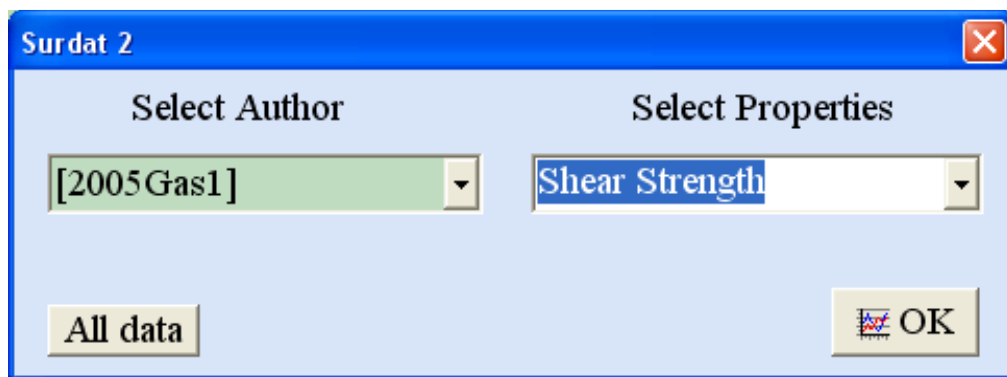 Surdat 2
Select Author
Select Properties
[2005Gas1]
Shear Strength
All data
OK